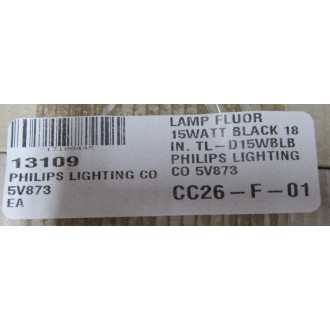 13109
PHILIPS LIGHTING CO
5V873
EA
LAMP FLUOR
15WATT BLACK 18
IN. TL-D15WBLB
PHILIPS LIGHTING
CO 5V873
CC26-F-01